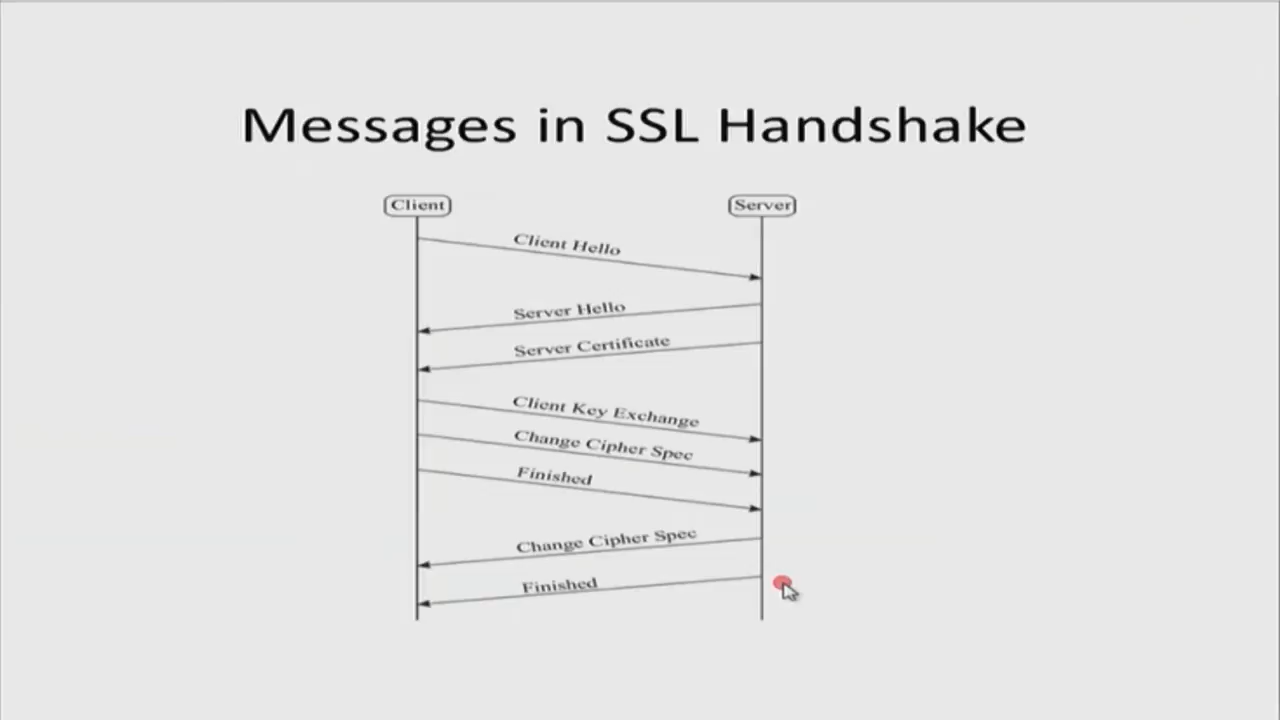 Messages in SSL Handshake
Client
Server
Client Hello
Server Hello
Server Certificate
Client Key Exchange
Change Cipher Spec
Finished
Change Cipher Spec
Finished